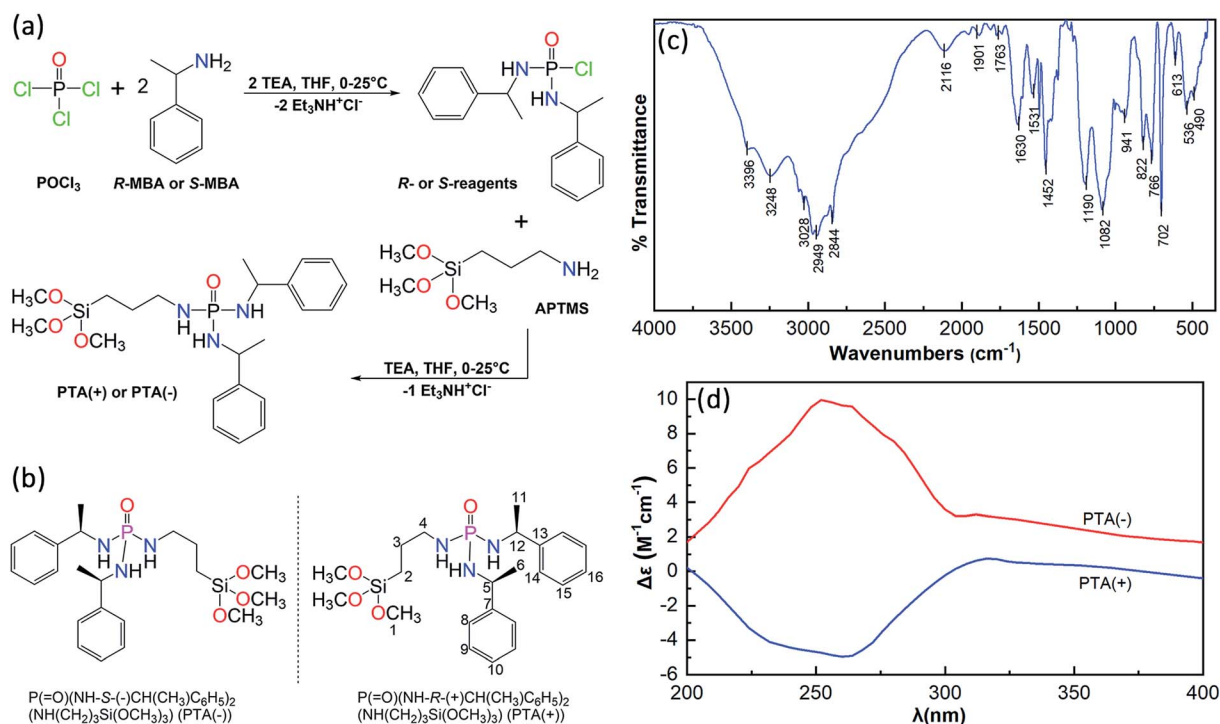 (a)
O
Cl
P
Cl
Cl
+
2
NH2
POCl3
R-MBA or S-MBA
2 TEA, THF, 0-25°C
-2 Et3NH+Cl-
O
HN
P
Cl
NH
R- or S-reagents
+
H3CO
Si
H3CO
OCH3
NH2
APTMS
TEA, THF, 0-25°C
-1 Et3NH+Cl-
H3CO
Si
H3CO
OCH3
N
H
O
P
NH
NH
PTA(+) or PTA(-)
(b)
O
P
N
H
N
H
HN
Si
OCH3
OCH3
OCH3
P(=O)(NH-S-(-)CH(CH3)C6H5)2
(NH(CH2)3Si(OCH3)3) (PTA(-))
11
4
O
13
3
N
H
P
N
H
12
6
16
2
HN
14
15
H3CO
Si
H3CO
OCH3
5
1
7
8
9
10
P(=O)(NH-R-(+)CH(CH3)C6H5)2
(NH(CH2)3Si(OCH3)3) (PTA(+))
(c)
% Transmittance
3396
3248
3028
2949
2844
2116
1901
1763
1630
1531
1452
1190
1082
941
822
766
702
613
536
490
4000 3500 3000 2500 2000 1500 1000 500
Wavenumbers (cm-1)
(d)
Δε (M-1cm-1)
10
8
6
4
2
0
-2
-4
-6
PTA(-)
PTA(+)
200 250 300 350 400
λ(nm)